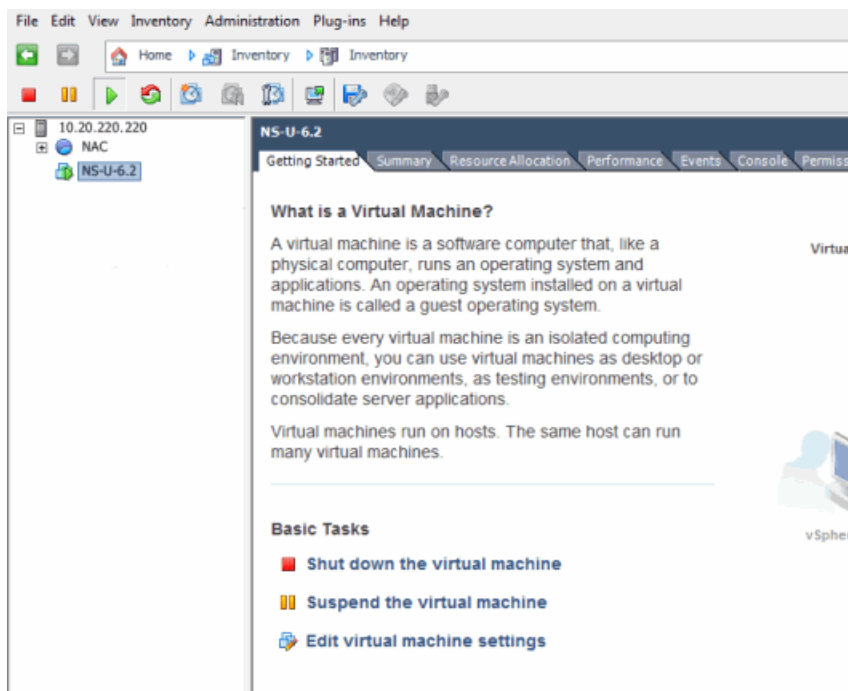 File Edit View Inventory Administration Plug-ins Help
Home Inventory Inventory
10.20.220.220
NAC
NS-U-6.2
NS-U-6.2
Getting Started Summary Resource Allocation Performance Events Console Permiss
What is a Virtual Machine?
A virtual machine is a software computer that, like a
physical computer, runs an operating system and
applications. An operating system installed on a virtual
machine is called a guest operating system.
Because every virtual machine is an isolated computing
environment, you can use virtual machines as desktop or
workstation environments, as testing environments, or to
consolidate server applications.
Virtual machines run on hosts. The same host can run
many virtual machines.
Virtua
vSpher
Basic Tasks
Shut down the virtual machine
Suspend the virtual machine
Edit virtual machine settings